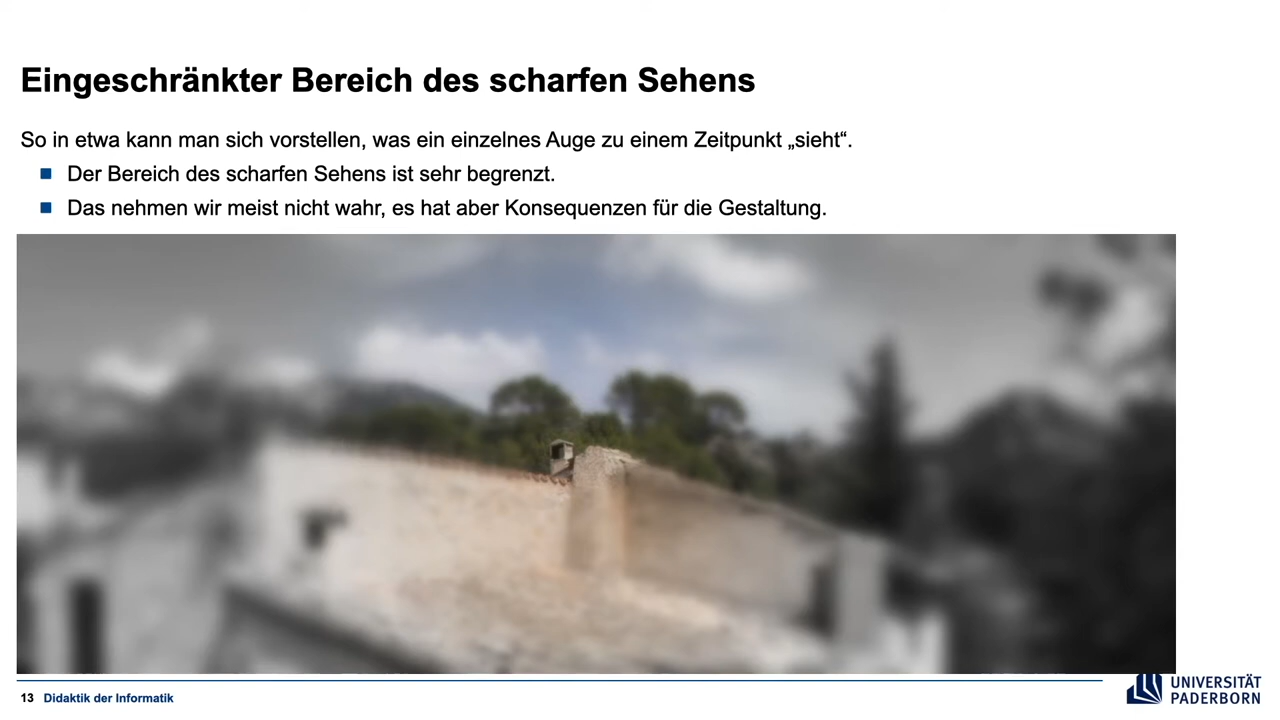 Eingeschränkter Bereich des scharfen Sehens
So in etwa kann man sich vorstellen, was ein einzelnes Auge zu einem Zeitpunkt „sieht“.
Der Bereich des scharfen Sehens ist sehr begrenzt.
Das nehmen wir meist nicht wahr, es hat aber Konsequenzen für die Gestaltung.
13 Didaktik der Informatik
UNIVERSITÄT
PADERBORN